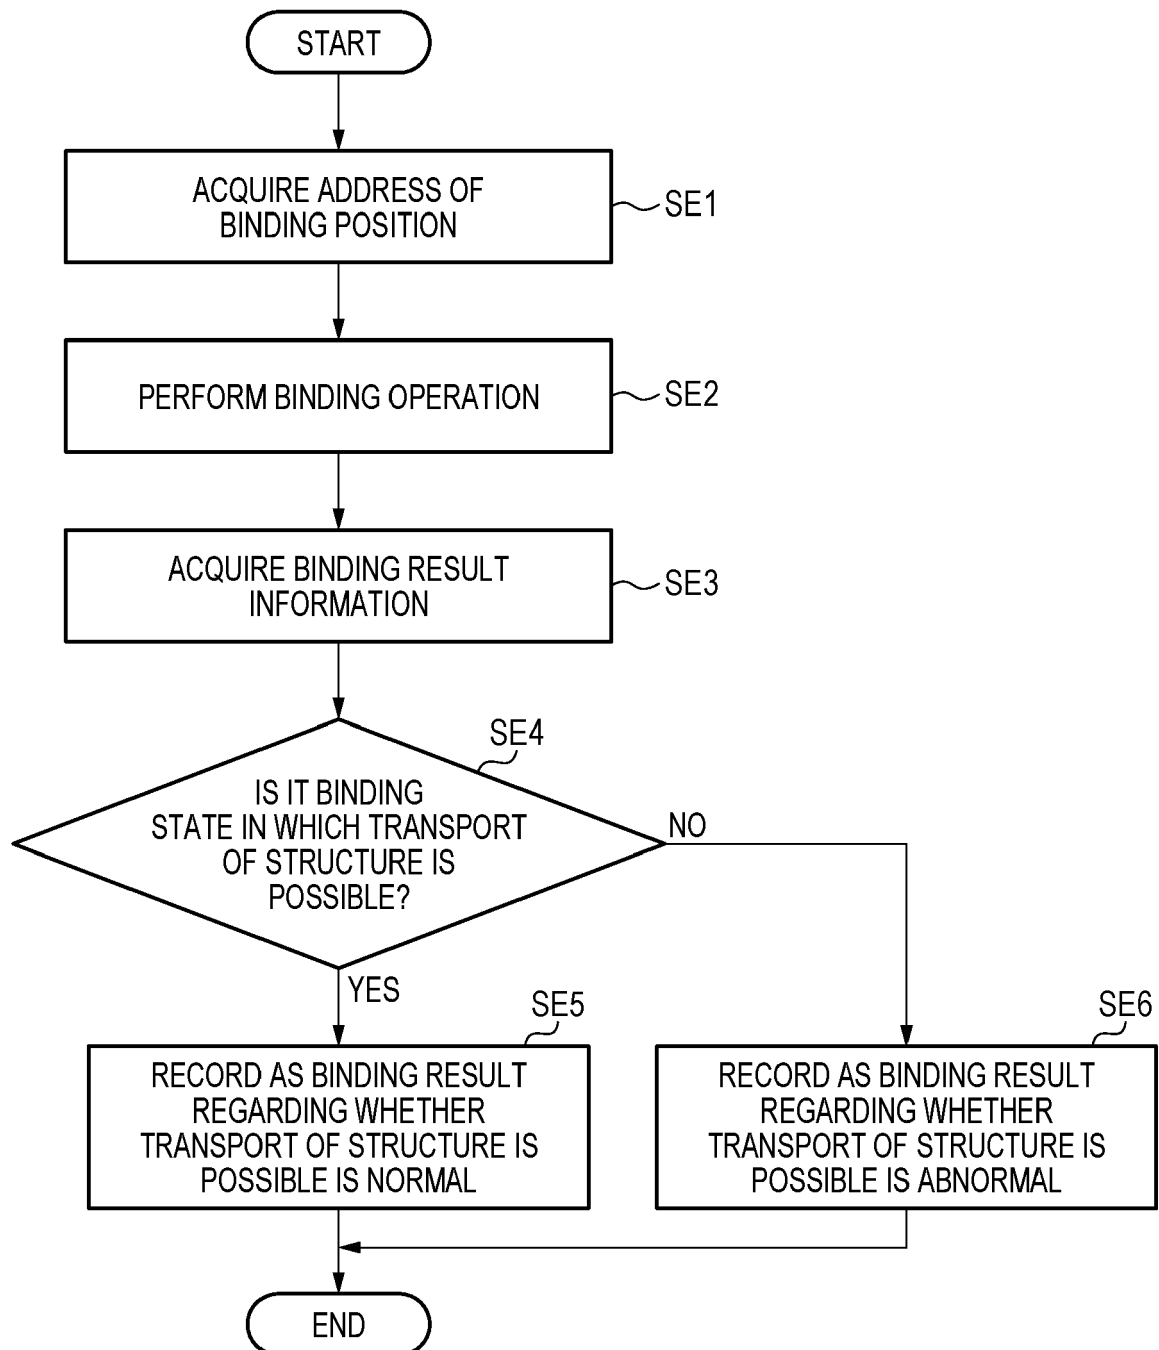 START
ACQUIRE ADDRESS OF
BINDING POSITION
SE1
PERFORM BINDING OPERATION
SE2
ACQUIRE BINDING RESULT
INFORMATION
SE3
SE4
IS IT BINDING
STATE IN WHICH TRANSPORT
OF STRUCTURE IS
POSSIBLE?
NO
YES
SE5
RECORD AS BINDING RESULT
REGARDING WHETHER
TRANSPORT OF STRUCTURE IS
POSSIBLE IS NORMAL
SE6
RECORD AS BINDING RESULT
REGARDING WHETHER
TRANSPORT OF STRUCTURE IS
POSSIBLE IS ABNORMAL
END